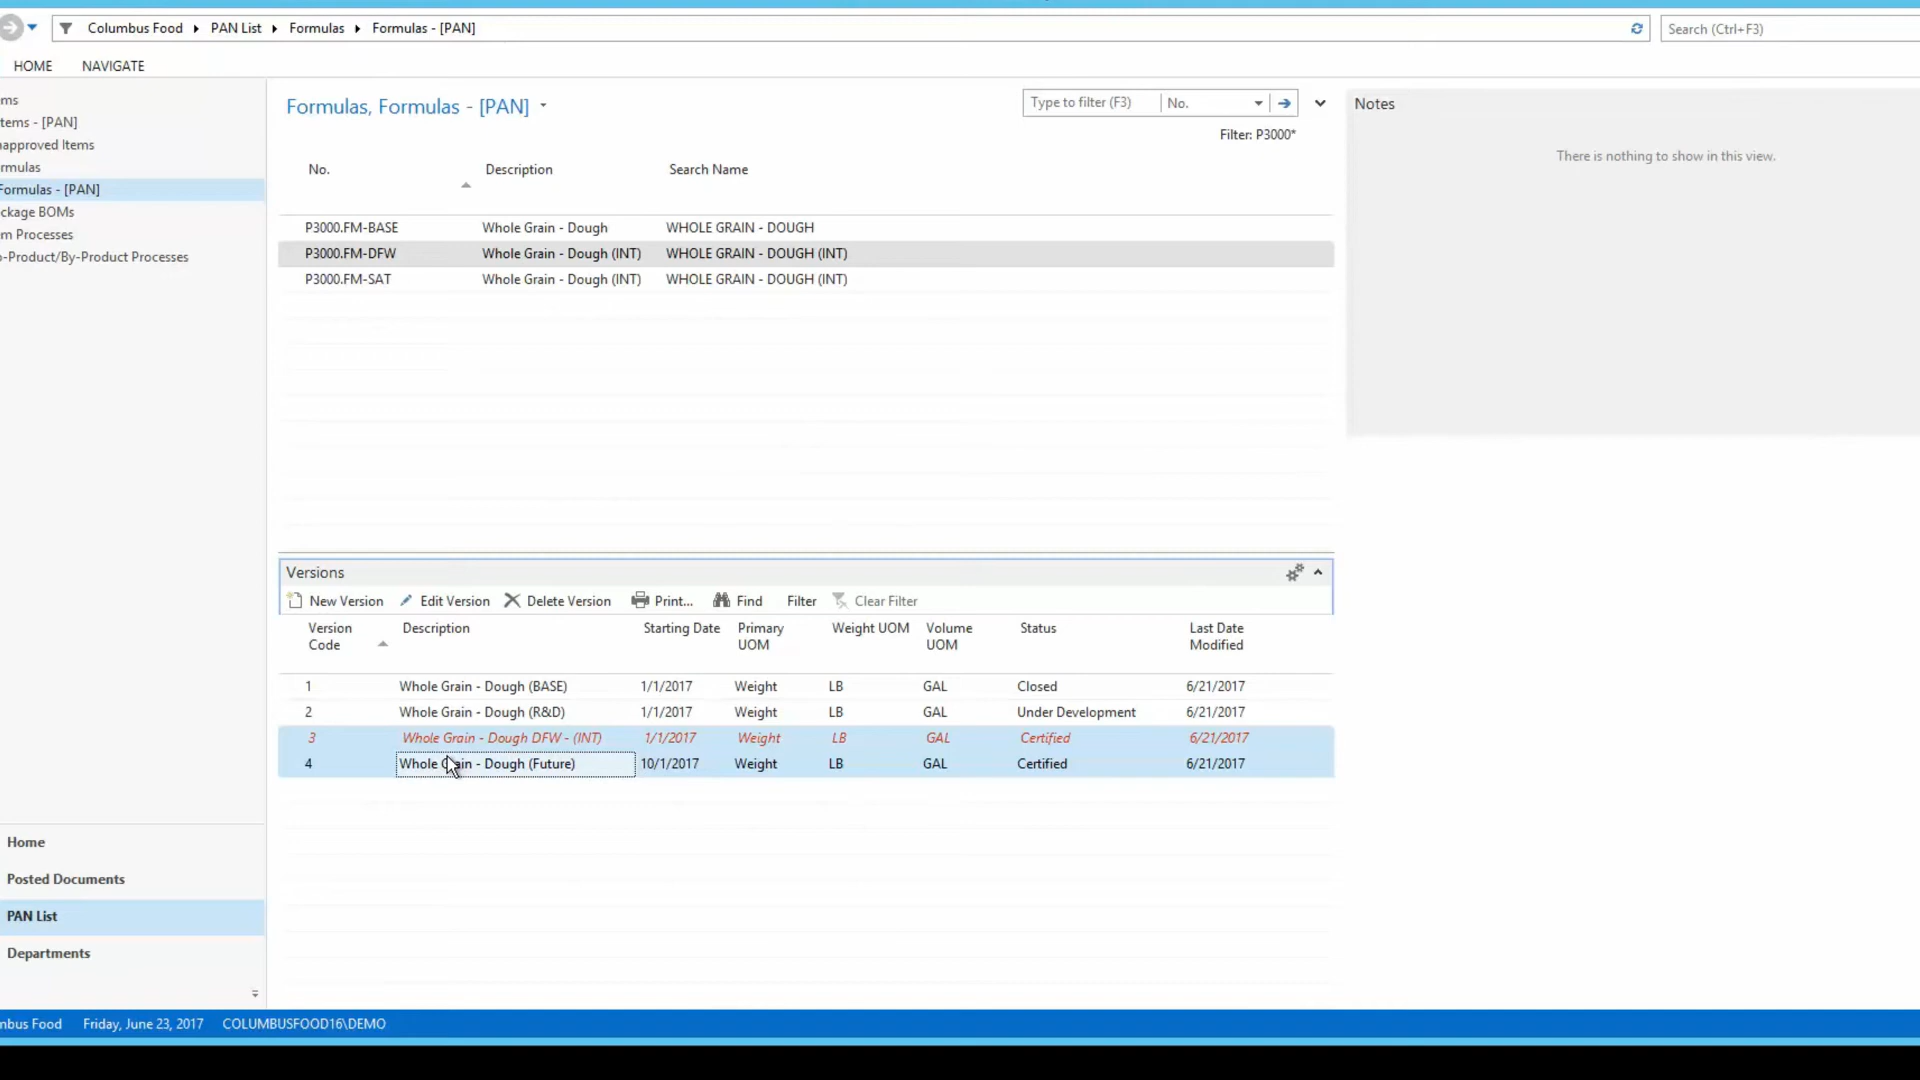 Columbus Food PAN List Formulas Formulas - [PAN]
Search (Ctrl+F3)
HOME NAVIGATE
ms
tems - [PAN]
approved Items
rmulas
Formulas - [PAN]
ckage BOMs
m Processes
o-Product/By-Product Processes
Home
Posted Documents
PAN List
Departments
Formulas, Formulas - [PAN]
Type to filter (F3) No.
Filter: P3000*
No. Description Search Name
P3000.FM-BASE Whole Grain - Dough WHOLE GRAIN - DOUGH
P3000.FM-DFW Whole Grain - Dough (INT) WHOLE GRAIN - DOUGH (INT)
P3000.FM-SAT Whole Grain - Dough (INT) WHOLE GRAIN - DOUGH (INT)
Versions
New Version Edit Version Delete Version Print... Find Filter Clear Filter
Version Code Description Starting Date Primary UOM Weight UOM Volume UOM Status Last Date Modified
1 Whole Grain - Dough (BASE) 1/1/2017 Weight LB GAL Closed 6/21/2017
2 Whole Grain - Dough (R&D) 1/1/2017 Weight LB GAL Under Development 6/21/2017
3 Whole Grain - Dough DFW - (INT) 1/1/2017 Weight LB GAL Certified 6/21/2017
4 Whole Grain - Dough (Future) 10/1/2017 Weight LB GAL Certified 6/21/2017
Notes
There is nothing to show in this view.
mbus Food Friday, June 23, 2017 COLUMBUSFOOD16\DEMO